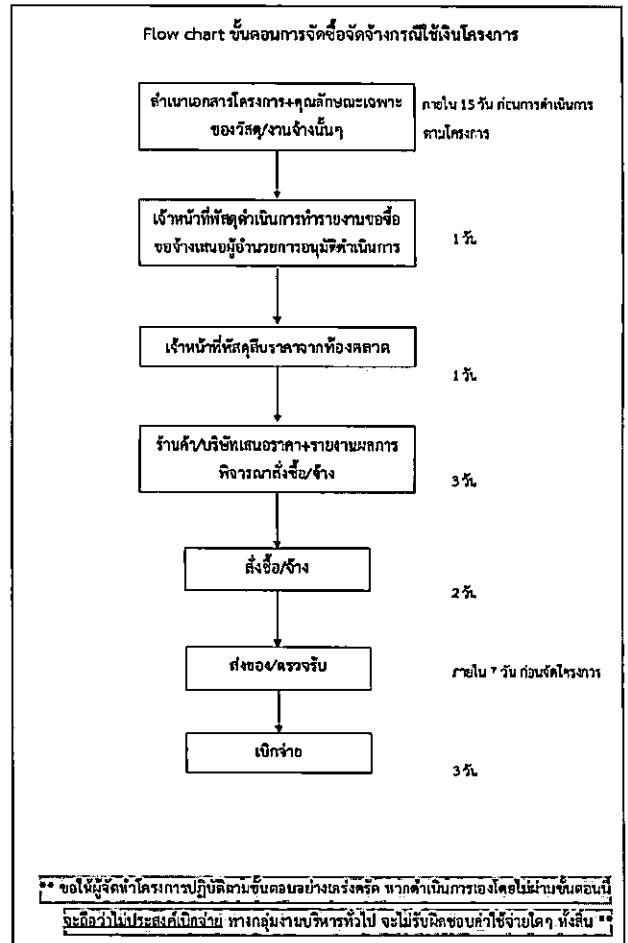 Flow chart ขั้นตอนการจัดซื้อจัดจ้างกรณีใช้เงินโครงการ
สำเนาเอกสารโครงการ+คุณลักษณะเฉพาะ
ของวัสดุ/งานจ้างนั้นๆ
ภายใน 15 วัน ก่อนการดำเนินการ
ตามโครงการ
เจ้าหน้าที่พัสดุดำเนินการทำรายงานขอซื้อ
ขอจ้างเสนอผู้อำนวยการอนุมัติดำเนินการ
1 วัน
เจ้าหน้าที่พัสดุสืบราคาจากท้องตลาด
1 วัน
ร้านค้า/บริษัทเสนอราคา+รายงานผลการ
พิจารณาสั่งซื้อ/จ้าง
3 วัน
สั่งซื้อ/จ้าง
2 วัน
ส่งของ/ตรวจรับ
ภายใน 7 วัน ก่อนจัดโครงการ
เบิกจ่าย
3 วัน
** ขอให้ผู้จัดทำโครงการปฏิบัติตามขั้นตอนอย่างเคร่งครัด หากดำเนินการเองโดยไม่ผ่านขั้นตอนนี้
จะถือว่าไม่ประสงค์เบิกจ่าย ทางกลุ่มงานบริหารทั่วไป จะไม่รับผิดชอบค่าใช้จ่ายใดๆ ทั้งสิ้น **